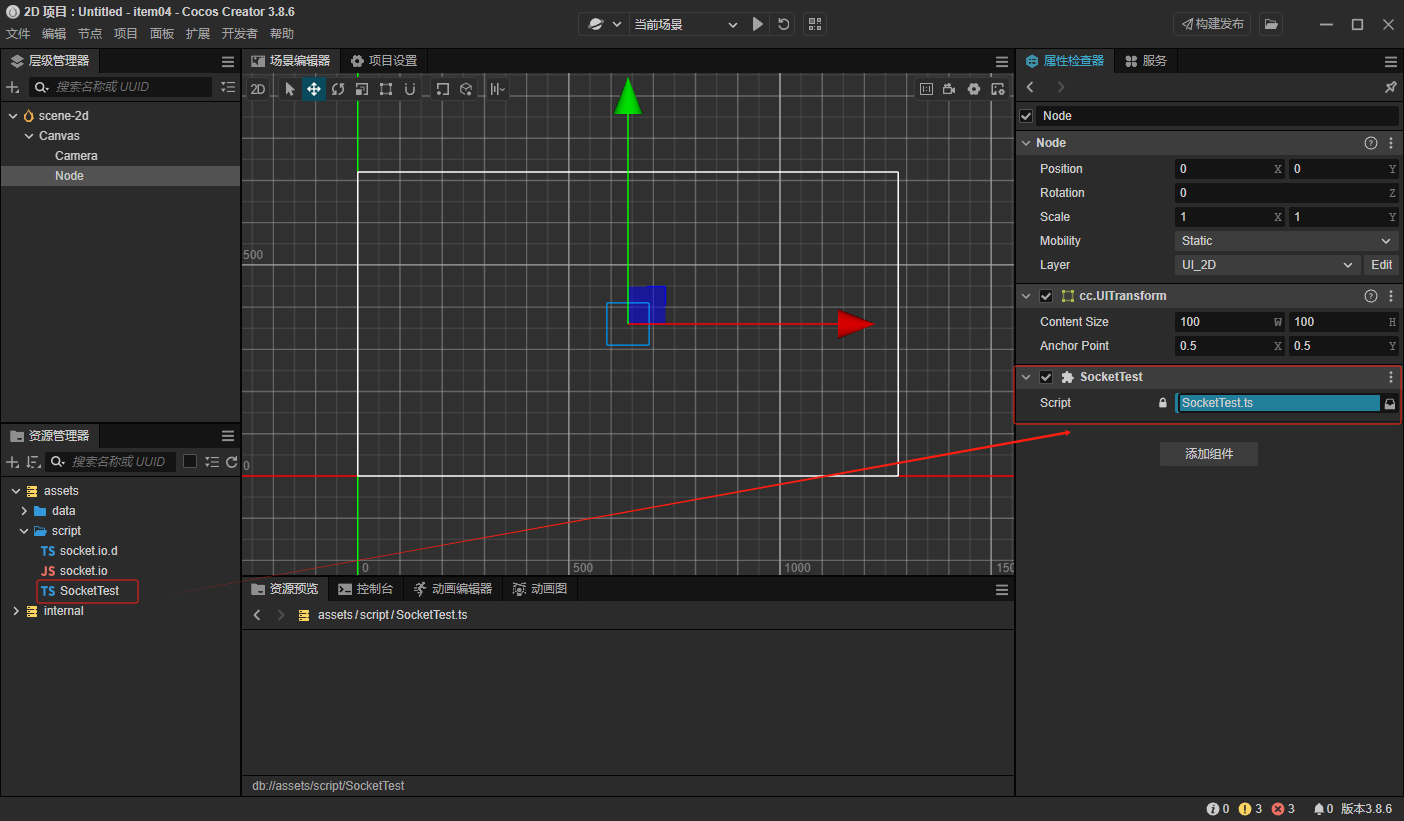 2D 项目 : Untitled - item04 - Cocos Creator 3.8.6
文件 编辑 节点 项目 面板 扩展 开发者 帮助
当前场景
构建发布
层级管理器
搜索名称或 UUID
scene-2d
Canvas
Camera
Node
资源管理器
搜索名称或 UUID
assets
data
script
TS socket.io.d
JS socket.io
TS SocketTest
internal
场景编辑器 项目设置
2D
500
0
0 500 1000 150
资源预览 控制台 动画编辑器 动画图
assets / script / SocketTest.ts
db://assets/script/SocketTest
属性检查器 服务
Node
Node
Position 0 X 0 Y
Rotation 0 Z
Scale 1 X 1 Y
Mobility Static
Layer UI_2D Edit
cc.UITransform
Content Size 100 W 100 H
Anchor Point 0.5 X 0.5 Y
SocketTest
Script SocketTest.ts
添加组件
0 3 3 0 版本3.8.6